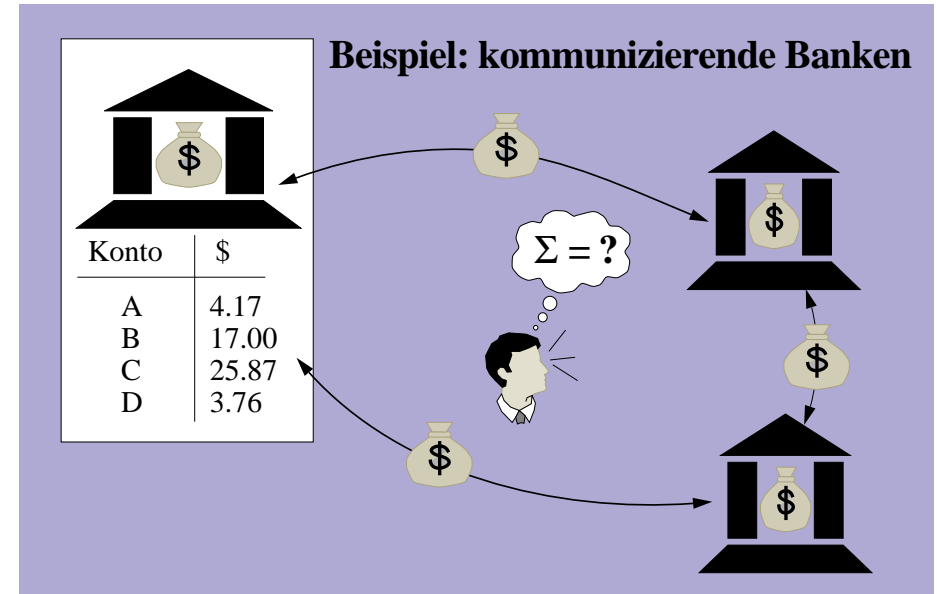 Beispiel: kommunizierende Banken
$
$
$
Σ = ?
Konto $
A 4.17
B 17.00
C 25.87
D 3.76
$
$
$